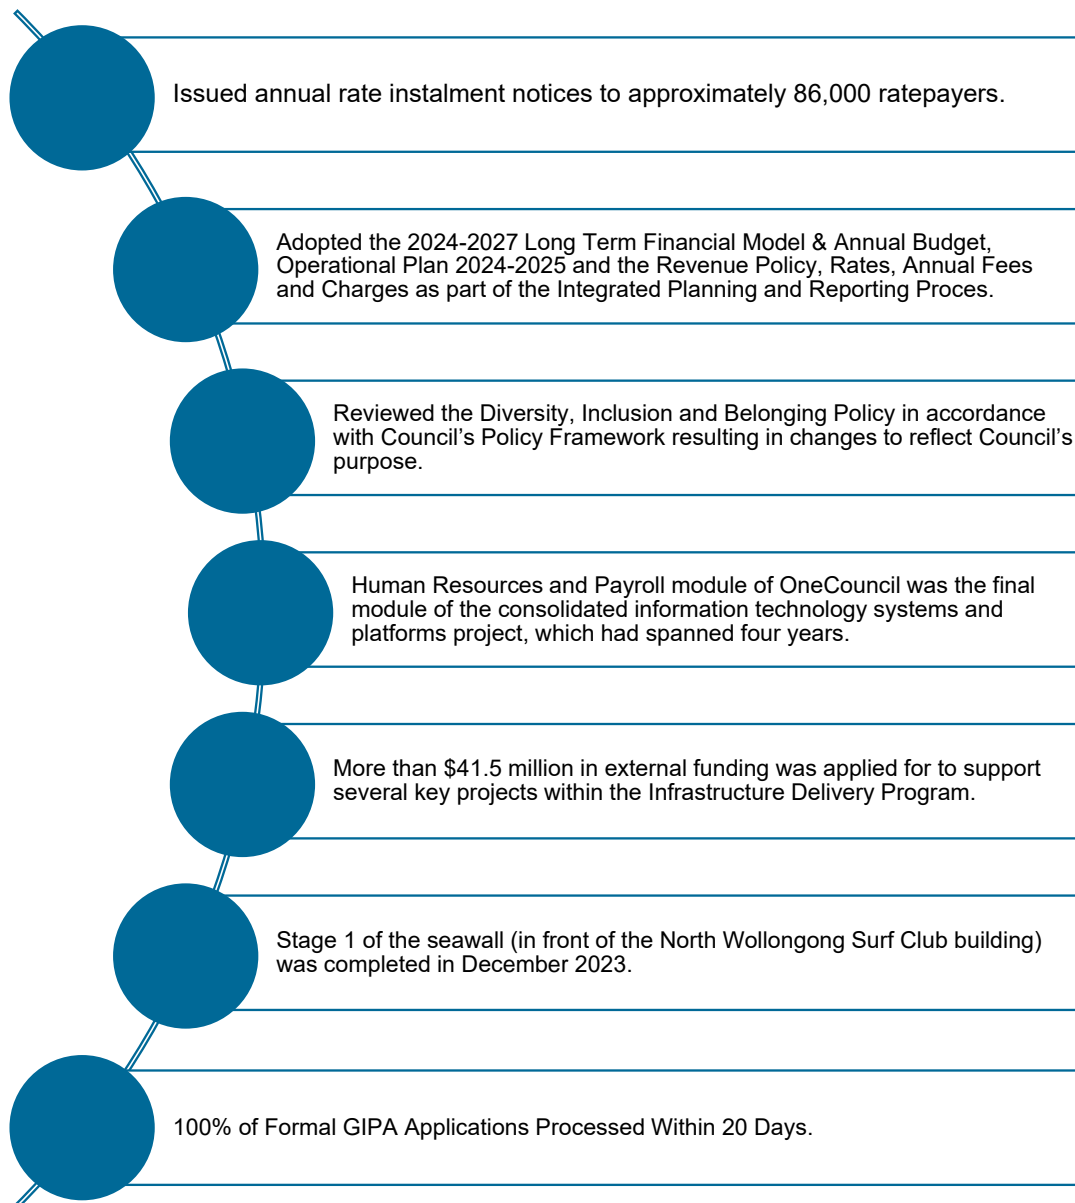 Issued annual rate instalment notices to approximately 86,000 ratepayers.
Adopted the 2024-2027 Long Term Financial Model & Annual Budget,
Operational Plan 2024-2025 and the Revenue Policy, Rates, Annual Fees
and Charges as part of the Integrated Planning and Reporting Proces.
Reviewed the Diversity, Inclusion and Belonging Policy in accordance
with Council’s Policy Framework resulting in changes to reflect Council’s
purpose.
Human Resources and Payroll module of OneCouncil was the final
module of the consolidated information technology systems and
platforms project, which had spanned four years.
More than $41.5 million in external funding was applied for to support
several key projects within the Infrastructure Delivery Program.
Stage 1 of the seawall (in front of the North Wollongong Surf Club building)
was completed in December 2023.
100% of Formal GIPA Applications Processed Within 20 Days.